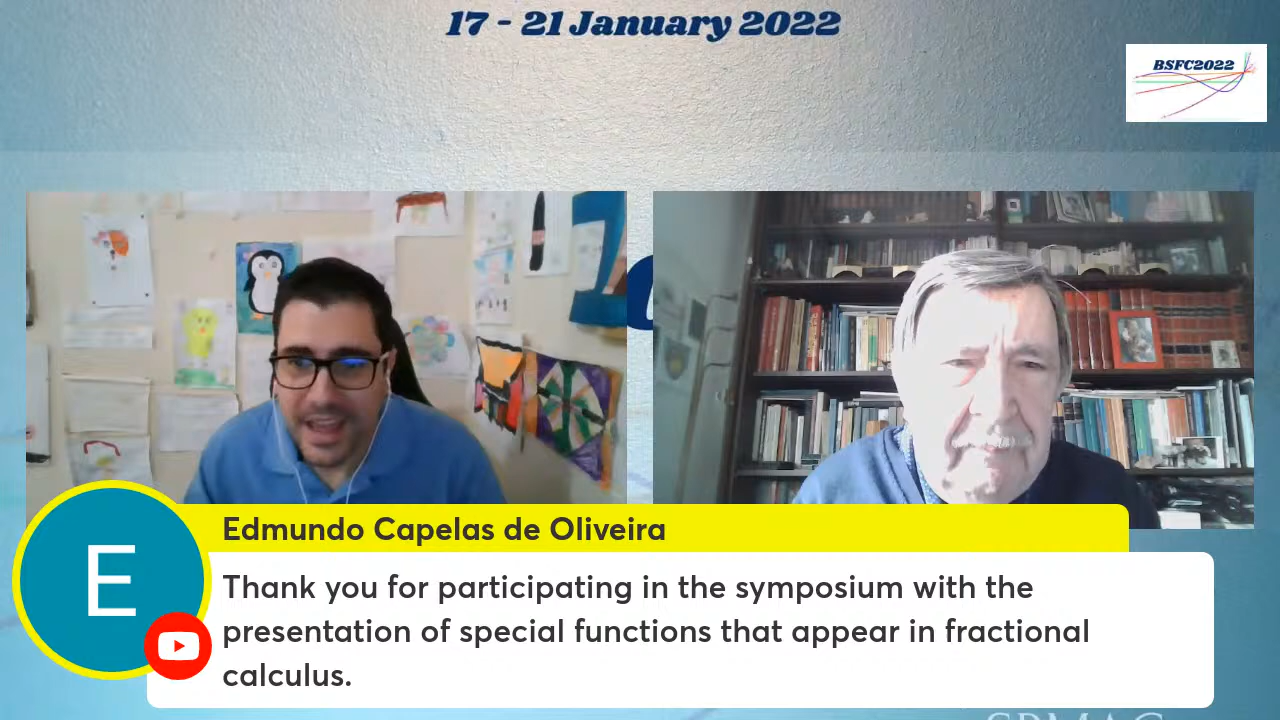 17 - 21 January 2022
BSFC2022
Edmundo Capelas de Oliveira
E
Thank you for participating in the symposium with the
presentation of special functions that appear in fractional
calculus.